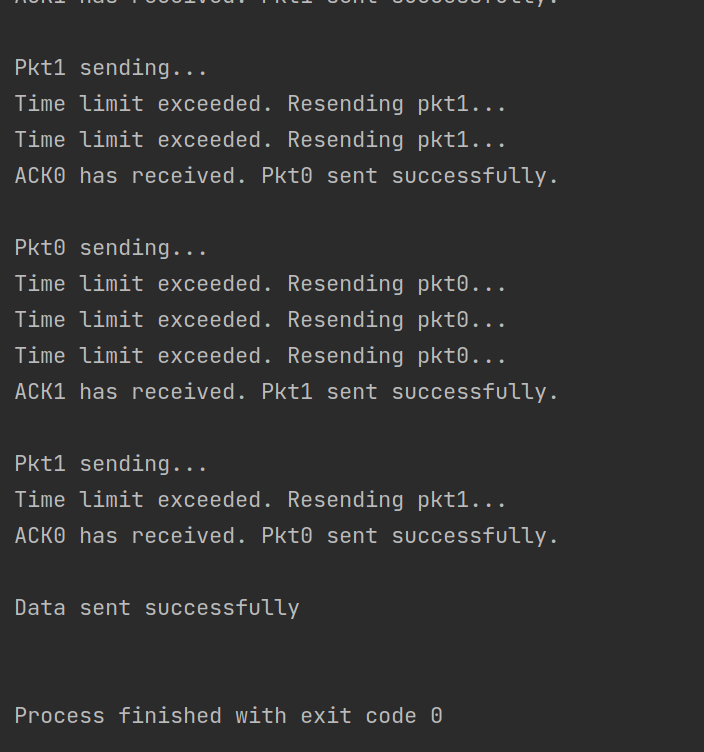 ACK1 has received. Pkt1 sent successfully.
Pkt1 sending...
Time limit exceeded. Resending pkt1...
Time limit exceeded. Resending pkt1...
ACK0 has received. Pkt0 sent successfully.
Pkt0 sending...
Time limit exceeded. Resending pkt0...
Time limit exceeded. Resending pkt0...
Time limit exceeded. Resending pkt0...
ACK1 has received. Pkt1 sent successfully.
Pkt1 sending...
Time limit exceeded. Resending pkt1...
ACK0 has received. Pkt0 sent successfully.
Data sent successfully
Process finished with exit code 0